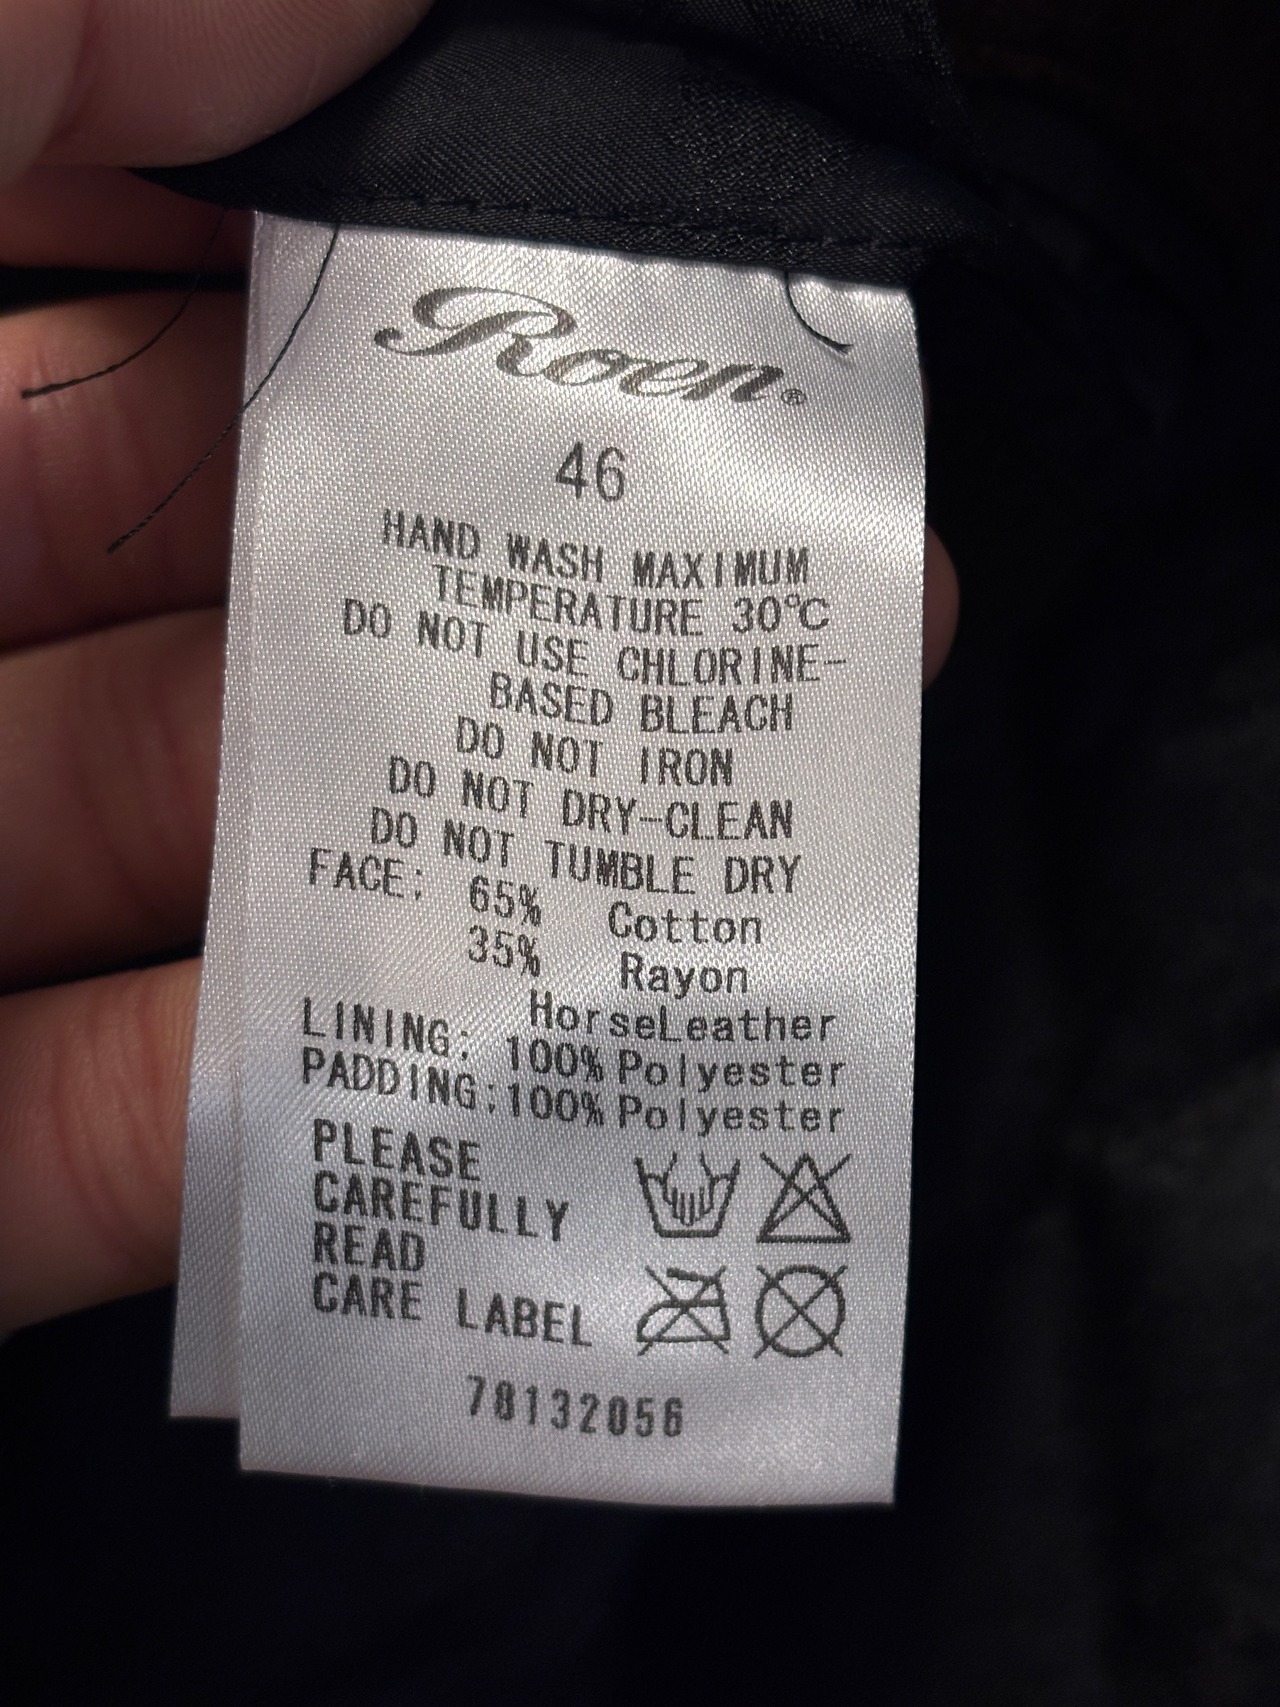 Roen®
46
HAND WASH MAXIMUM
TEMPERATURE 30℃
DO NOT USE CHLORINE-
BASED BLEACH
DO NOT IRON
DO NOT DRY-CLEAN
DO NOT TUMBLE DRY
FACE: 65% Cotton
35% Rayon
HorseLeather
LINING: 100% Polyester
PADDING:100% Polyester
PLEASE
CAREFULLY
READ
CARE LABEL
78132056